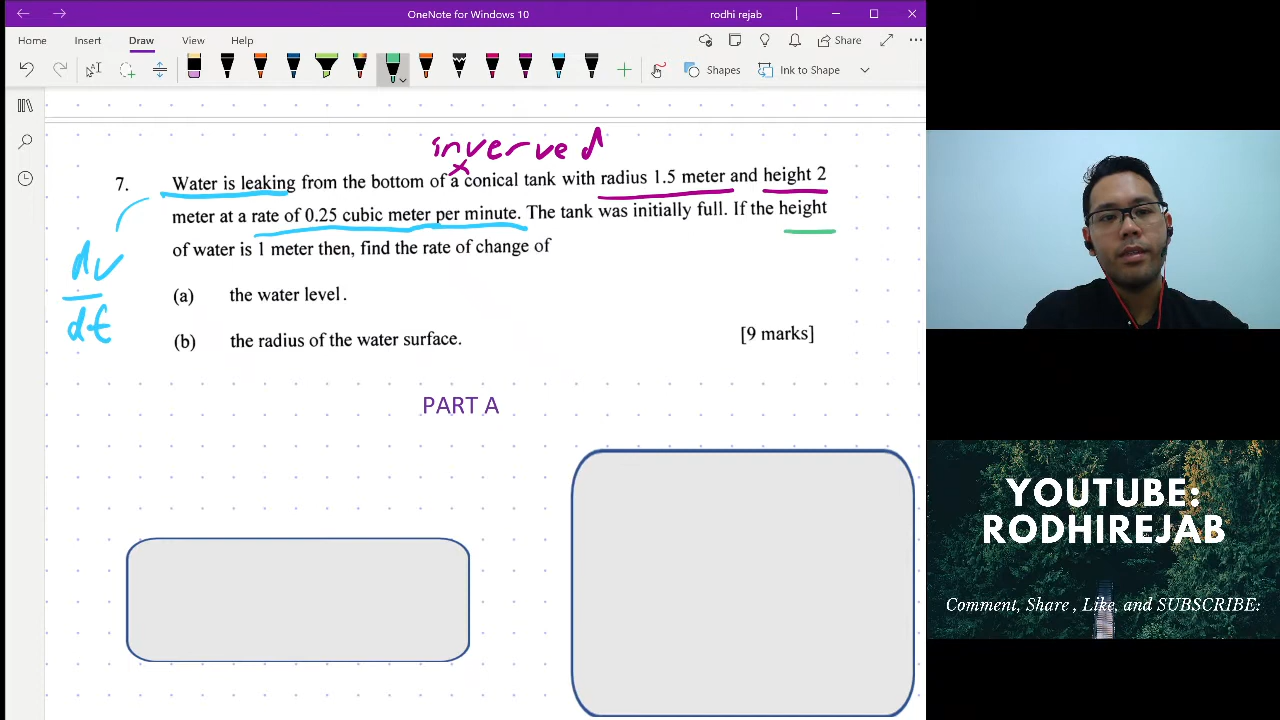 OneNote for Windows 10
rodhi rejab
Home Insert Draw View Help
Share
Shapes
Ink to Shape
inverved
7. Water is leaking from the bottom of a conical tank with radius 1.5 meter and height 2
meter at a rate of 0.25 cubic meter per minute. The tank was initially full. If the height
of water is 1 meter then, find the rate of change of
dv
dt
(a) the water level.
(b) the radius of the water surface. [9 marks]
PART A
YOUTUBE:
RODHIREJAB
Comment, Share , Like, and SUBSCRIBE: